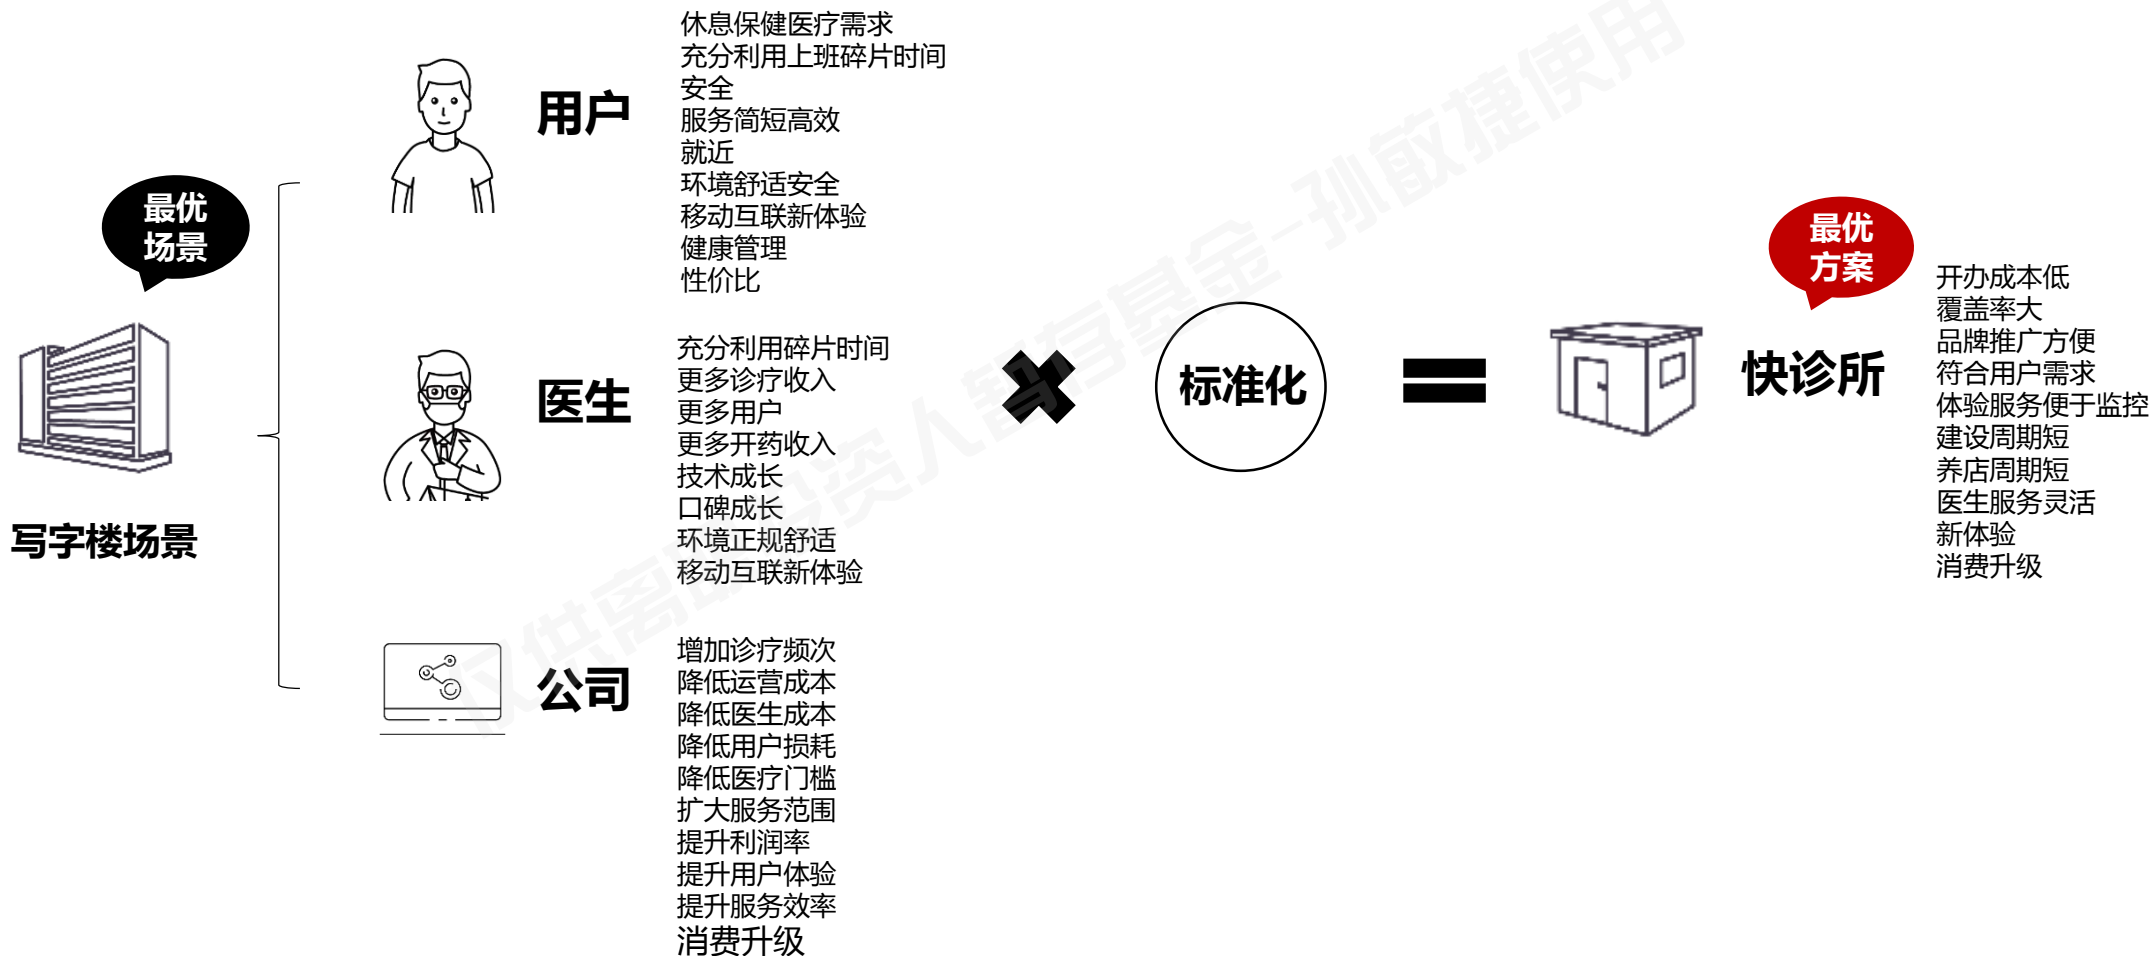 最优
场景
写字楼场景
用户
休息保健医疗需求
充分利用上班碎片时间
安全
服务简短高效
就近
环境舒适安全
移动互联新体验
健康管理
性价比
医生
充分利用碎片时间
更多诊疗收入
更多用户
更多开药收入
技术成长
口碑成长
环境正规舒适
移动互联新体验
公司
增加诊疗频次
降低运营成本
降低医生成本
降低用户损耗
降低医疗门槛
扩大服务范围
提升利润率
提升用户体验
提升服务效率
消费升级
标准化
最优
方案
快诊所
开办成本低
覆盖率大
品牌推广方便
符合用户需求
体验服务便于监控
建设周期短
养店周期短
医生服务灵活
新体验
消费升级